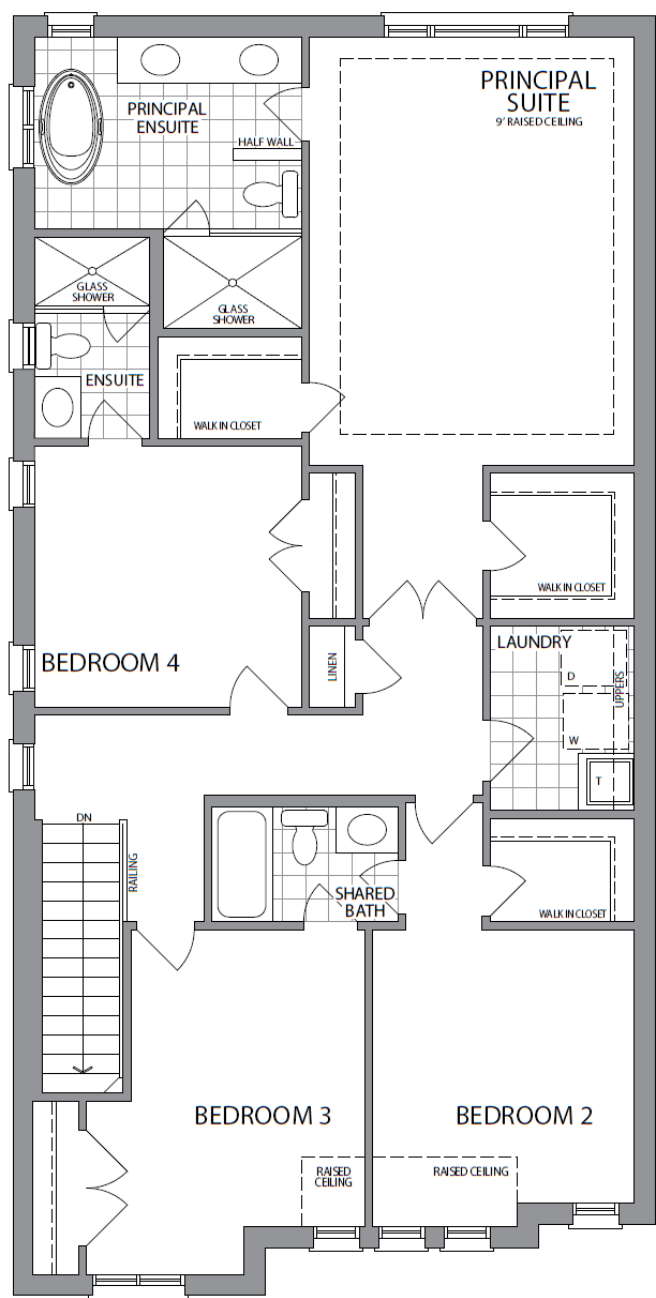 PRINCIPAL
SUITE
9' RAISED CEILING
PRINCIPAL
ENSUITE
HALF WALL
GLASS
SHOWER
GLASS
SHOWER
ENSUITE
WALK IN CLOSET
WALK IN CLOSET
BEDROOM 4
LINEN
LAUNDRY
D
UPPERS
W
T
DN
RAILING
SHARED
BATH
WALK IN CLOSET
BEDROOM 3
BEDROOM 2
RAISED
CEILING
RAISED CEILING